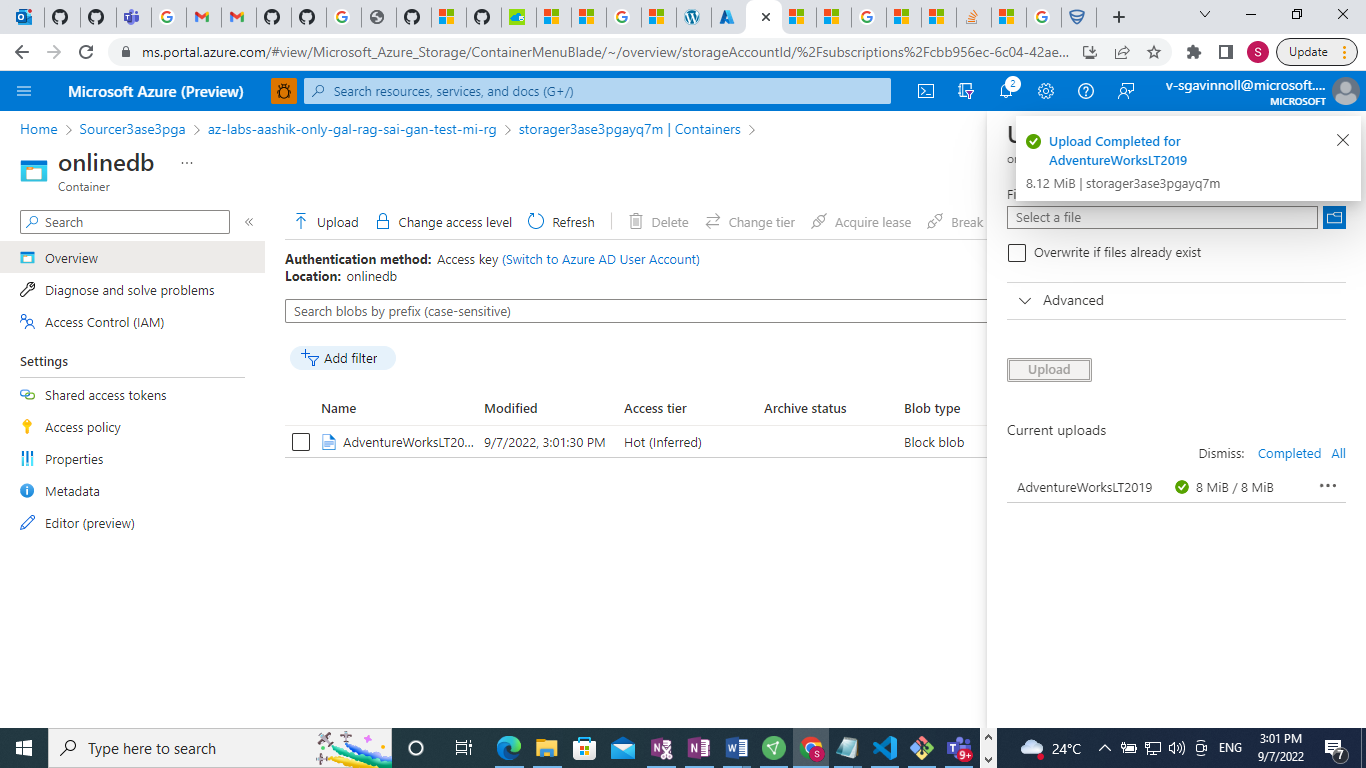 Update
ms.portal.azure.com/#view/Microsoft_Azure_Storage/ContainerMenuBlade/~/overview/storageAccountId/%2Fsubscriptions%2Fcbb956ec-6c04-42ae...
S
Microsoft Azure (Preview)
Search resources, services, and docs (G+/)
2
v-sgavinnoll@microsoft....
MICROSOFT
Home > Sourcer3ase3pga > az-labs-aashik-only-gal-rag-sai-gan-test-mi-rg > storager3ase3pgayq7m | Containers >
onlinedb ...
Container
Search
«
Overview
Diagnose and solve problems
Access Control (IAM)
Settings
Shared access tokens
Access policy
Properties
Metadata
Editor (preview)
Upload Change access level Refresh Delete Change tier Acquire lease Break
Authentication method: Access key (Switch to Azure AD User Account)
Location: onlinedb
Search blobs by prefix (case-sensitive)
Add filter
Name Modified Access tier Archive status Blob type
AdventureWorksLT20... 9/7/2022, 3:01:30 PM Hot (Inferred) Block blob
Upload Completed for
AdventureWorksLT2019
8.12 MiB | storager3ase3pgayq7m
Select a file
Overwrite if files already exist
Advanced
Upload
Current uploads
Dismiss: Completed All
AdventureWorksLT2019 8 MiB / 8 MiB ...
Type here to search
S
9+
24°C
ENG
3:01 PM
9/7/2022
7